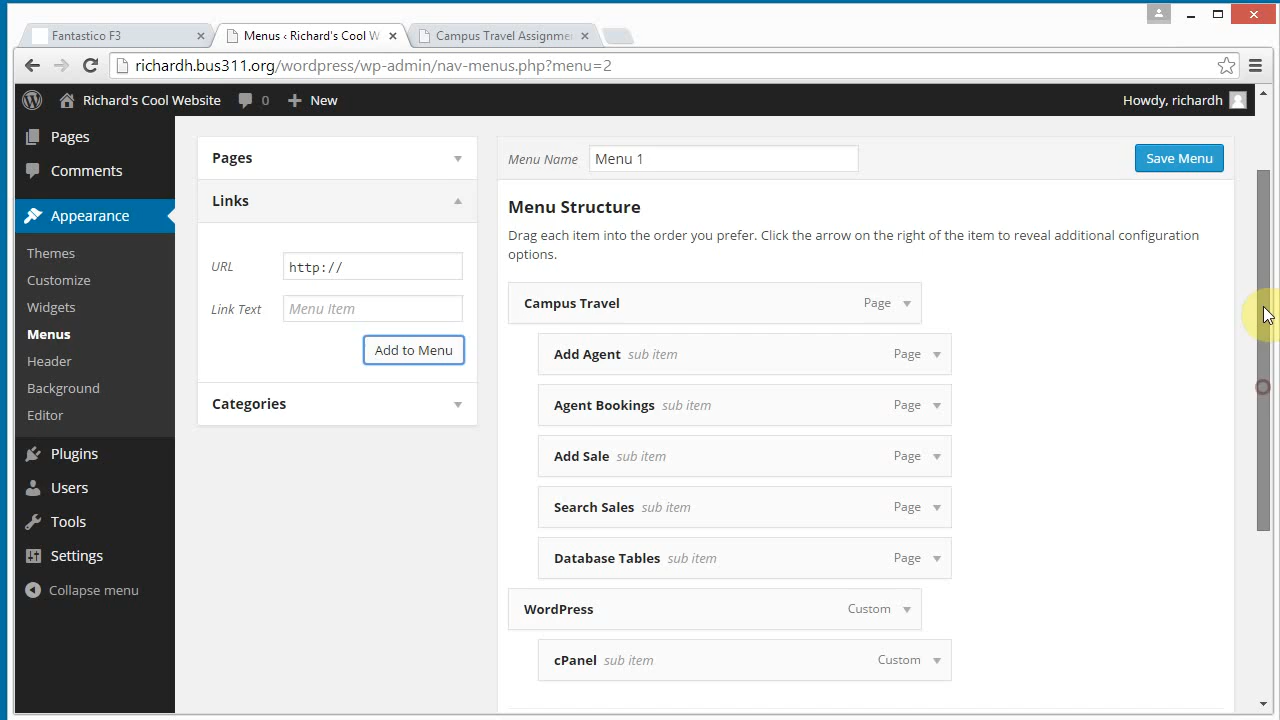 Fantastico F3
Menus ‹ Richard's Cool W
Campus Travel Assignme
richardh.bus311.org/wordpress/wp-admin/nav-menus.php?menu=2
Richard's Cool Website
0
New
Howdy, richardh
Pages
Comments
Appearance
Themes
Customize
Widgets
Menus
Header
Background
Editor
Plugins
Users
Tools
Settings
Collapse menu
Pages
Links
URL
http://
Link Text
Menu Item
Add to Menu
Categories
Menu Name
Menu 1
Save Menu
Menu Structure
Drag each item into the order you prefer. Click the arrow on the right of the item to reveal additional configuration
options.
Campus Travel Page
Add Agent sub item Page
Agent Bookings sub item Page
Add Sale sub item Page
Search Sales sub item Page
Database Tables sub item Page
WordPress Custom
cPanel sub item Custom